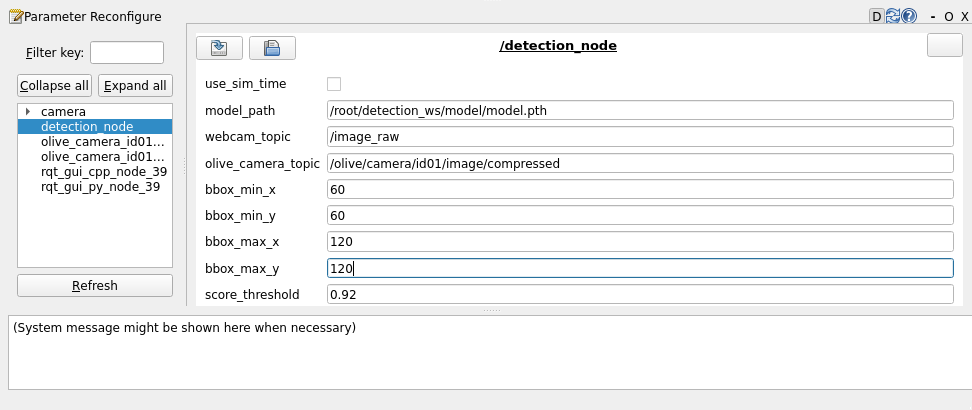 Parameter Reconfigure
D
- O X
Filter key:
Collapse all
Expand all
camera
detection_node
olive_camera_id01...
olive_camera_id01...
rqt_gui_cpp_node_39
rqt_gui_py_node_39
Refresh
/detection_node
use_sim_time
model_path /root/detection_ws/model/model.pth
webcam_topic /image_raw
olive_camera_topic /olive/camera/id01/image/compressed
bbox_min_x 60
bbox_min_y 60
bbox_max_x 120
bbox_max_y 120
score_threshold 0.92
(System message might be shown here when necessary)